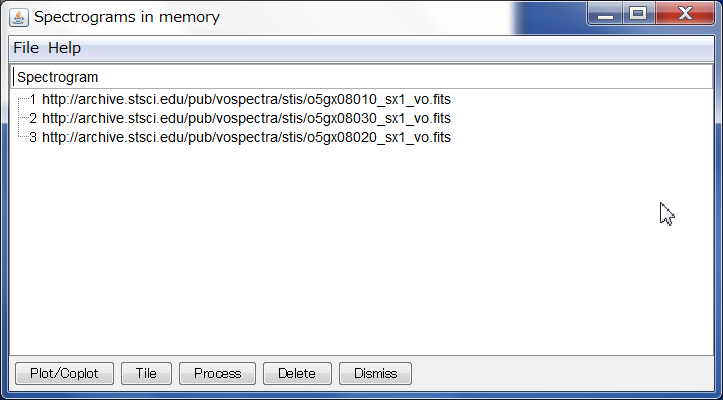 Spectrograms in memory
File Help
Spectrogram
1 http://archive.stsci.edu/pub/vospectra/stis/o5gx08010_sx1_vo.fits
2 http://archive.stsci.edu/pub/vospectra/stis/o5gx08030_sx1_vo.fits
3 http://archive.stsci.edu/pub/vospectra/stis/o5gx08020_sx1_vo.fits
Plot/Coplot Tile Process Delete Dismiss